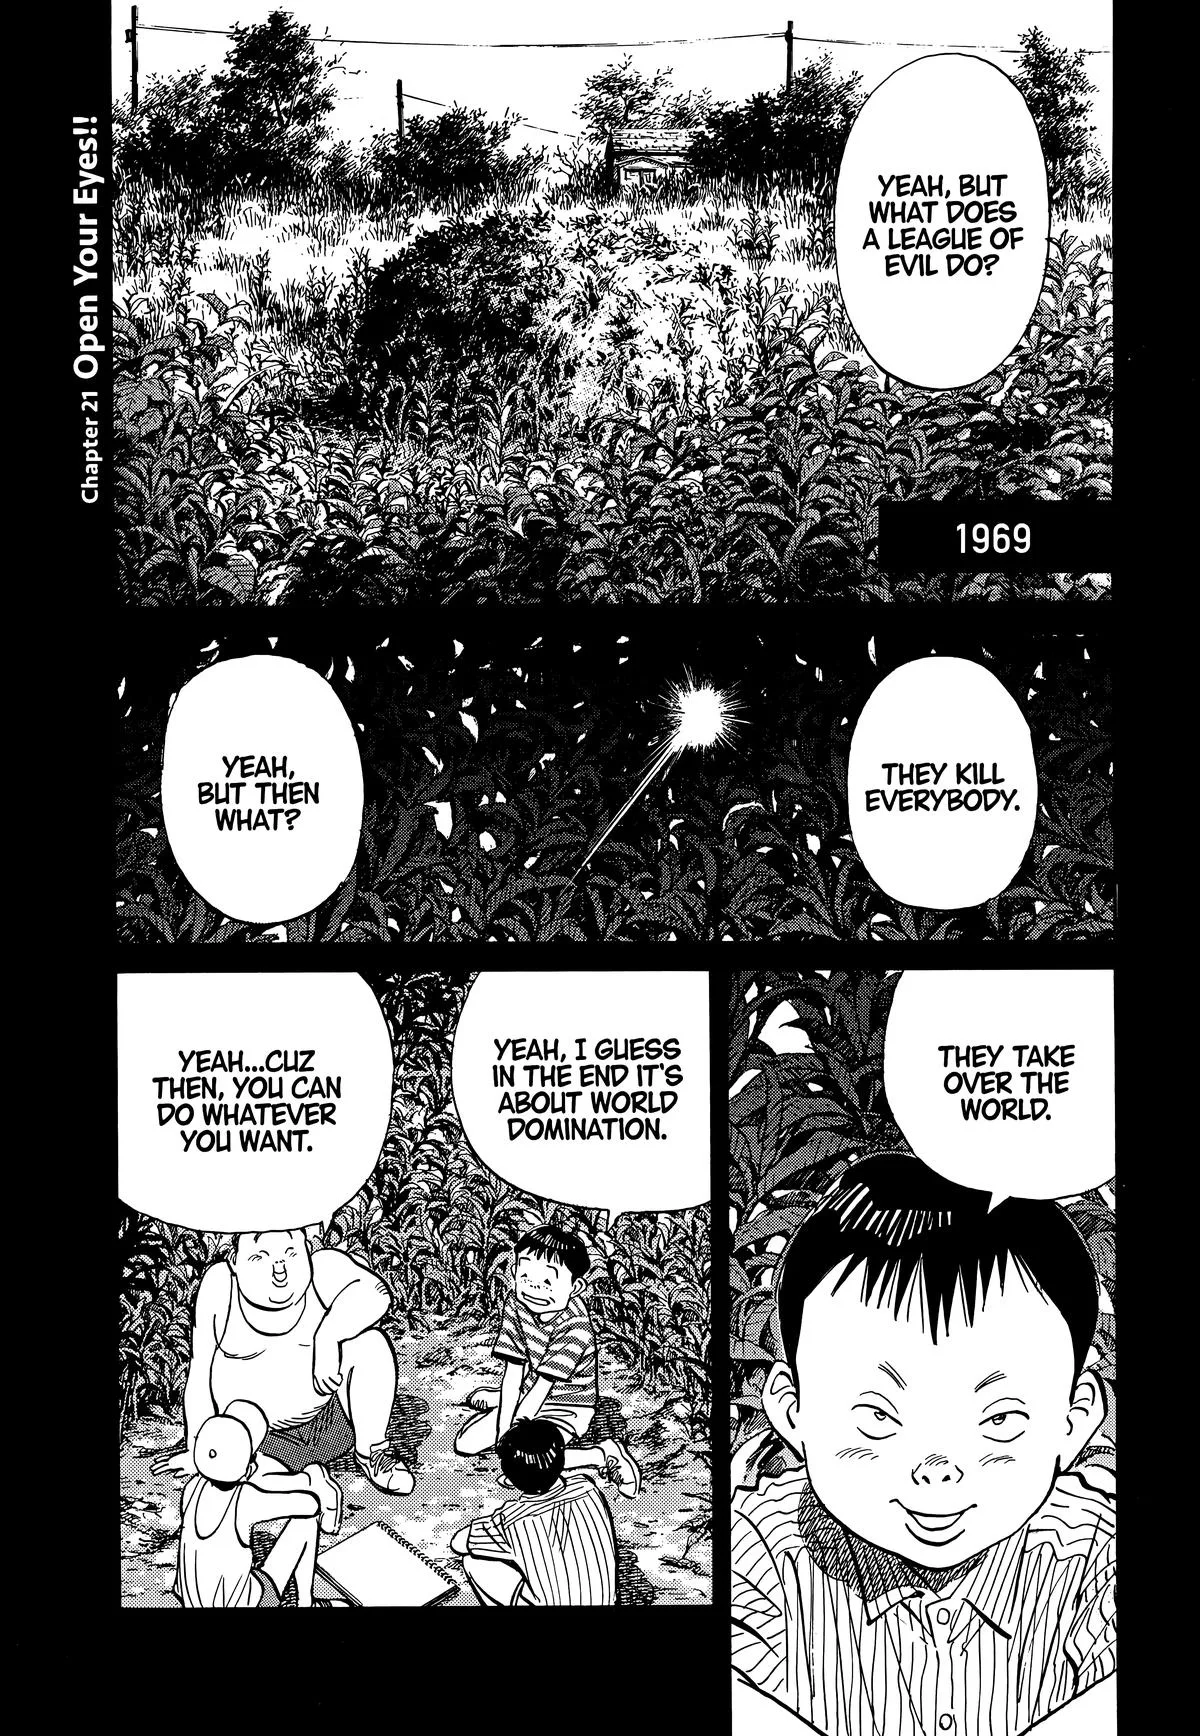 Chapter 21 Open Your Eyes!!
YEAH, BUT
WHAT DOES
A LEAGUE OF
EVIL DO?
1969
THEY KILL
EVERYBODY.
YEAH,
BUT THEN
WHAT?
THEY TAKE
OVER THE
WORLD.
YEAH, I GUESS
IN THE END IT'S
ABOUT WORLD
DOMINATION.
YEAH...CUZ
THEN, YOU CAN
DO WHATEVER
YOU WANT.